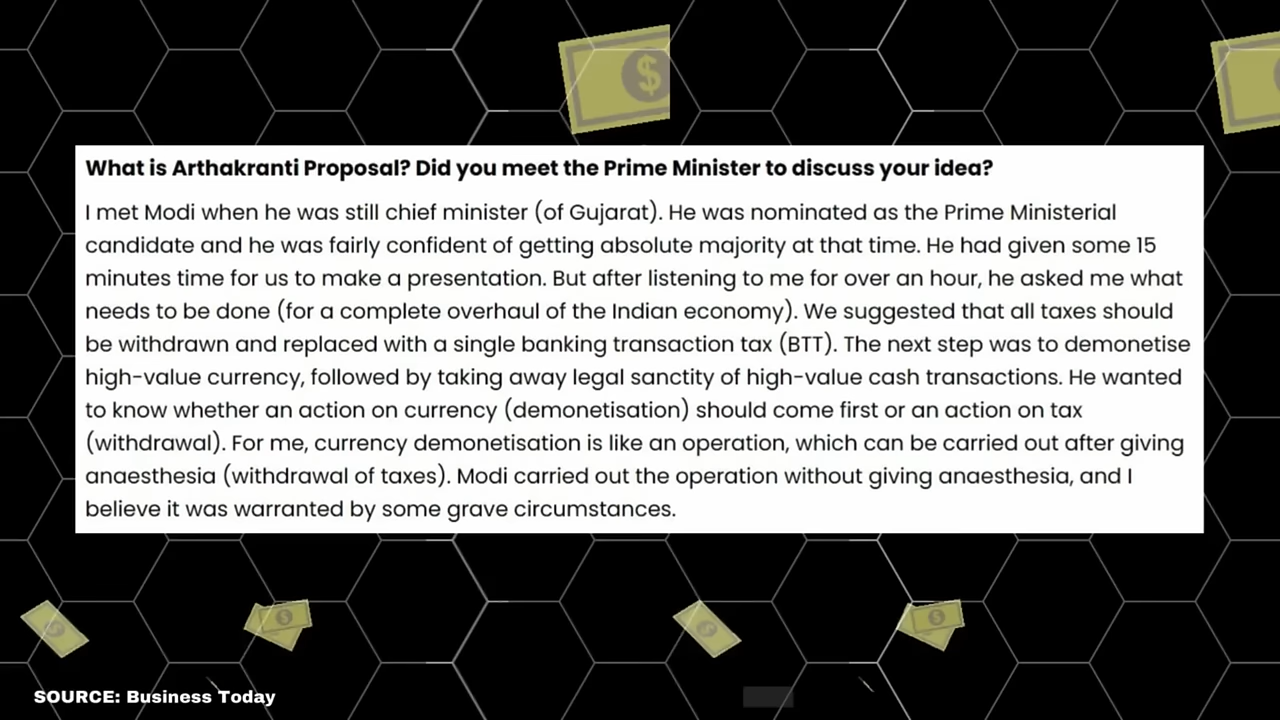 What is Arthakranti Proposal? Did you meet the Prime Minister to discuss your idea?
I met Modi when he was still chief minister (of Gujarat). He was nominated as the Prime Ministerial
candidate and he was fairly confident of getting absolute majority at that time. He had given some 15
minutes time for us to make a presentation. But after listening to me for over an hour, he asked me what
needs to be done (for a complete overhaul of the Indian economy). We suggested that all taxes should
be withdrawn and replaced with a single banking transaction tax (BTT). The next step was to demonetise
high-value currency, followed by taking away legal sanctity of high-value cash transactions. He wanted
to know whether an action on currency (demonetisation) should come first or an action on tax
(withdrawal). For me, currency demonetisation is like an operation, which can be carried out after giving
anaesthesia (withdrawal of taxes). Modi carried out the operation without giving anaesthesia, and I
believe it was warranted by some grave circumstances.
SOURCE: Business Today